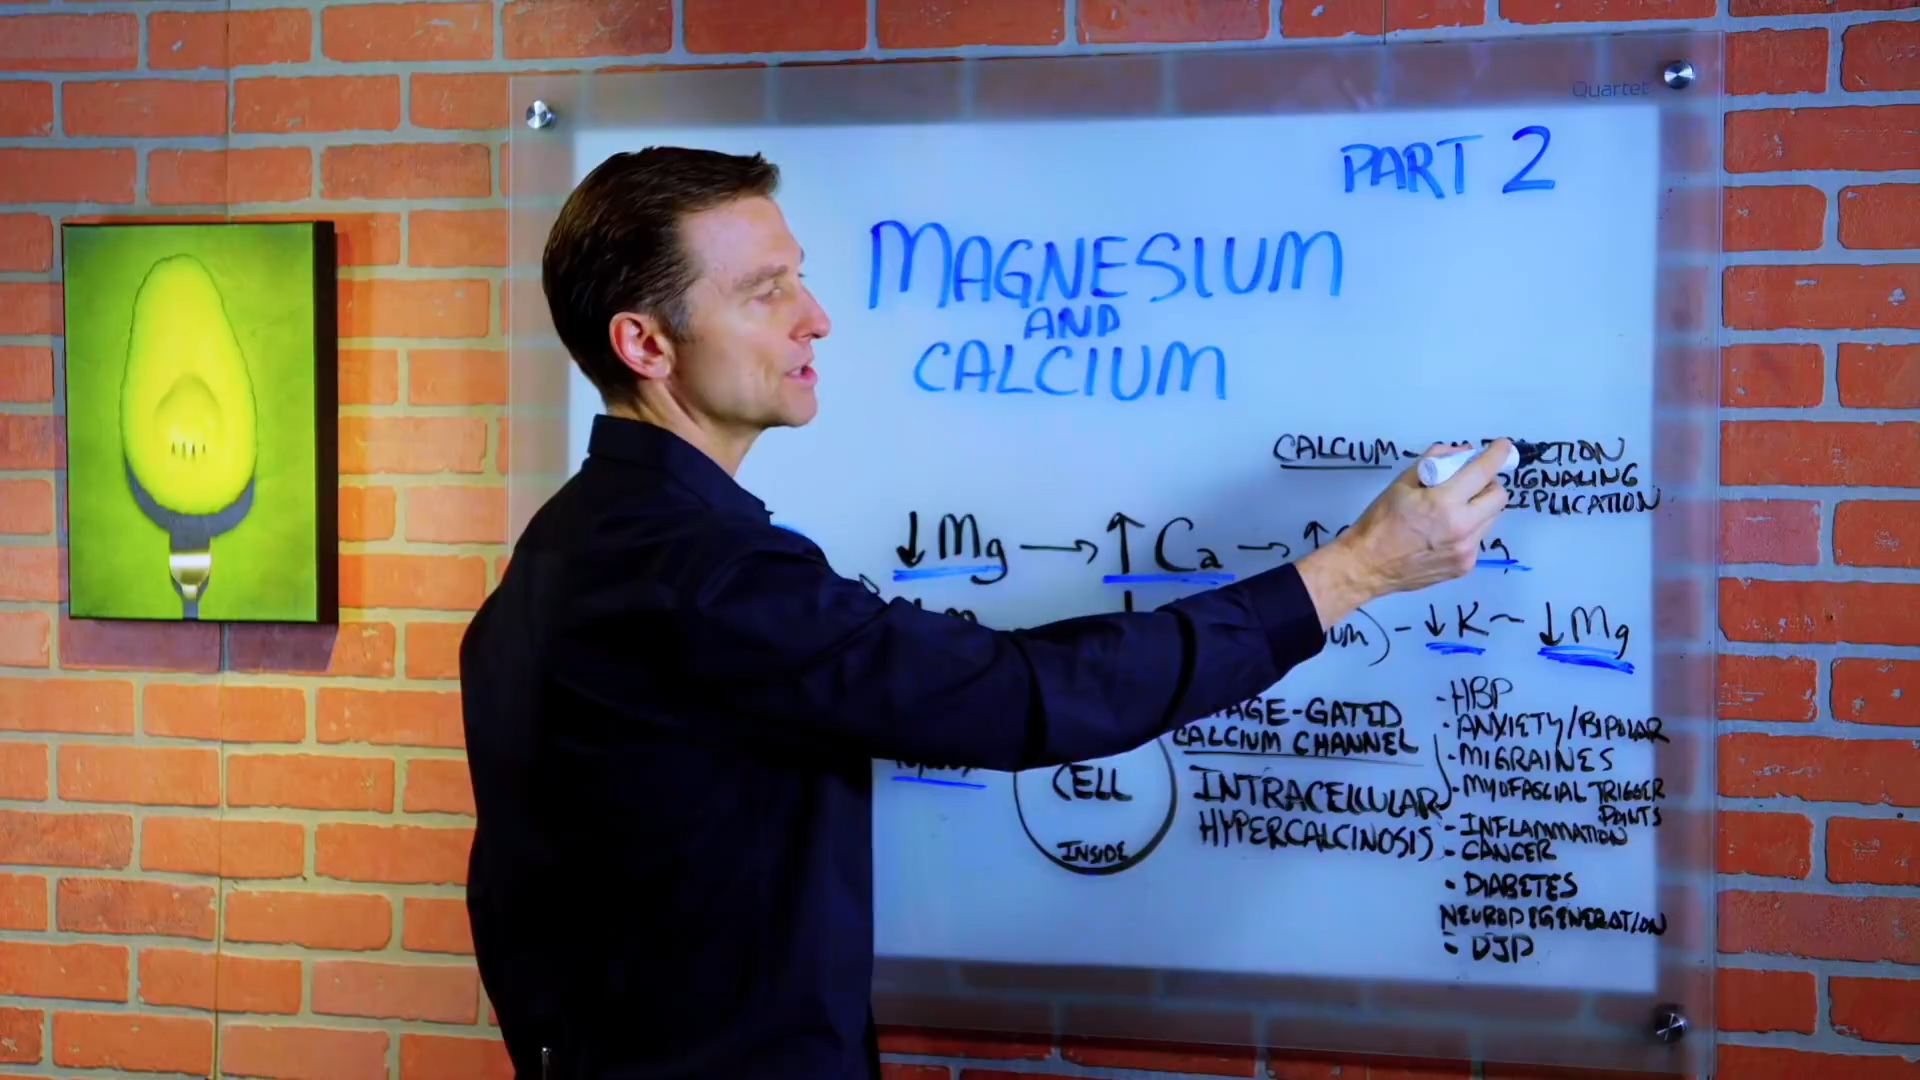 Quartet
PART 2
MAGNESIUM
AND
CALCIUM
CALCIUM -
SIGNALING
REPLICATION
↓Mg → ↑ Ca → ↑
- ↓K ~ ↓Mg
CALCIUM CHANNEL
CELL
INSIDE
INTRACELLULAR
HYPERCALCINOSIS
- HBP
- ANXIETY/BIPOLAR
- MIGRAINES
- MYOFASCIAL TRIGGER
POINTS
- INFLAMMATION
- CANCER
- DIABETES
NEURODEGENERATION
- DJD